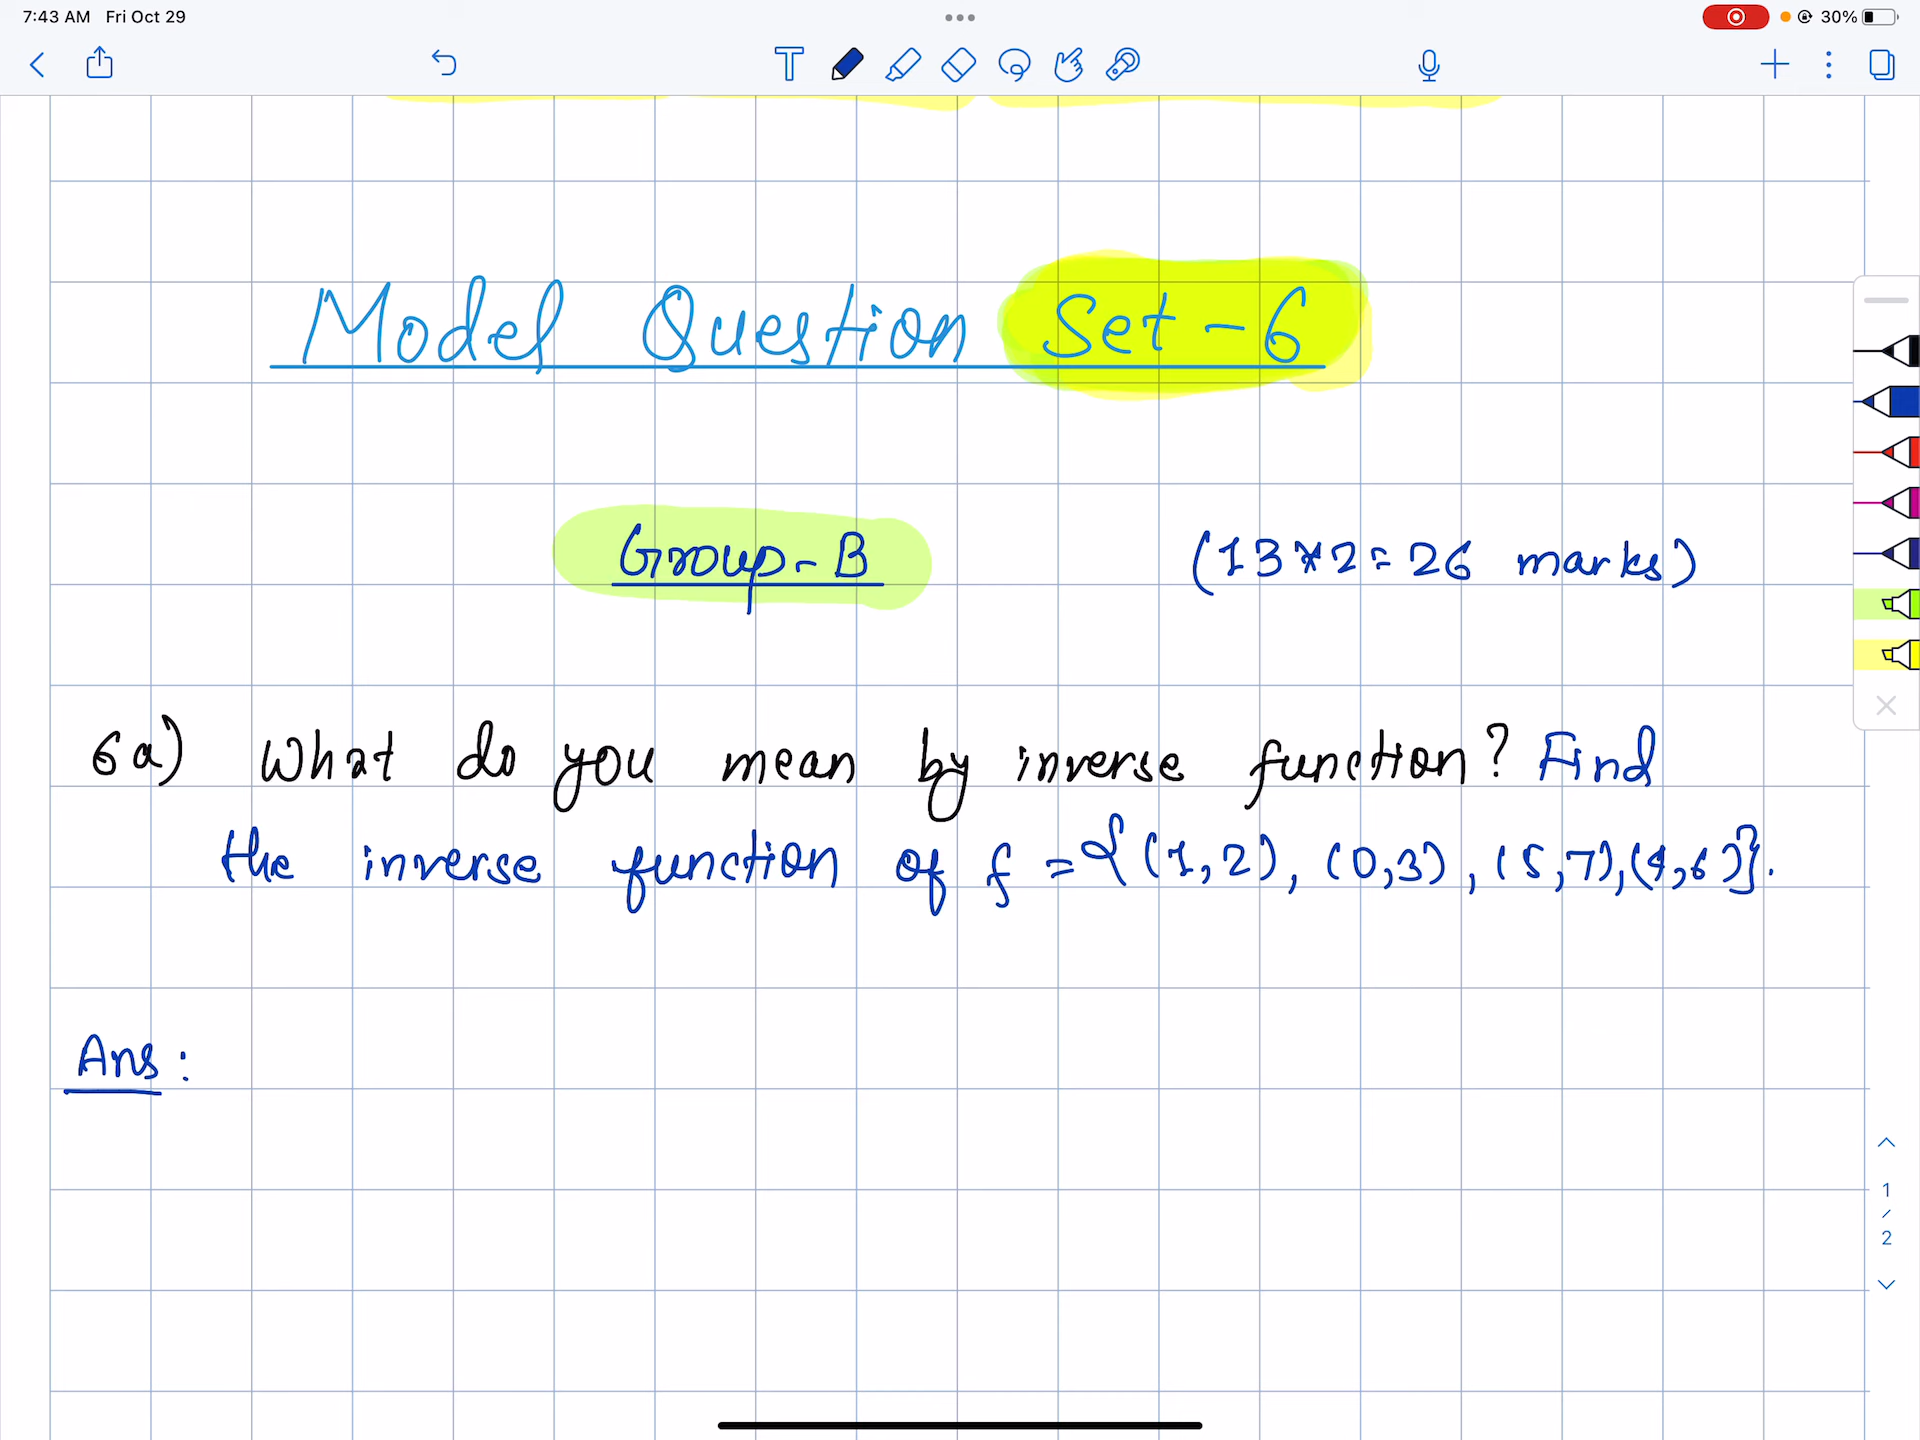 7:43 AM Fri Oct 29
30%
Model Question Set-6
Group-B (13*2=26 marks)
6a) What do you mean by inverse function? Find
the inverse function of f = {(1,2), (0,3), (5,7),(4,6)}.
Ans:
1
/
2